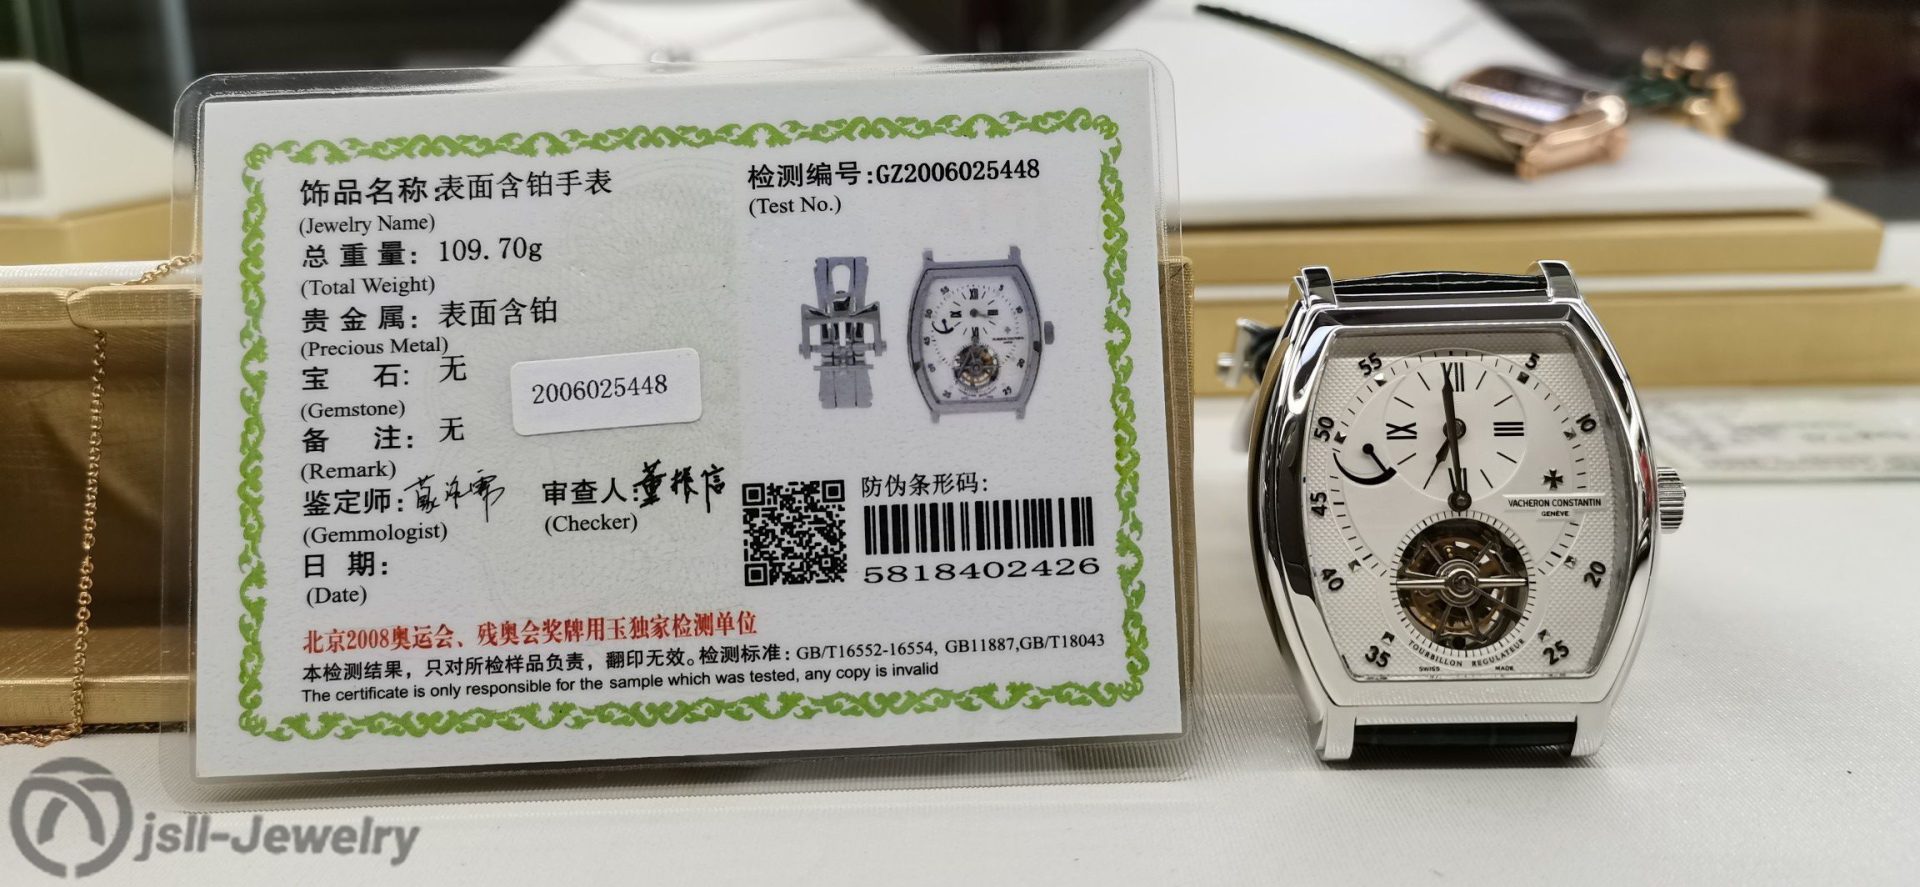 饰品名称:表面含铂手表
(Jewelry Name)
总重量: 109.70g
(Total Weight)
贵金属: 表面含铂
(Precious Metal)
宝 石: 无
(Gemstone)
备 注: 无
(Remark)
鉴定师:
(Gemmologist)
审查人:董振信
(Checker)
日 期:
(Date)
2006025448
检测编号:GZ2006025448
(Test No.)
防伪条形码:
5818402426
北京2008奥运会、残奥会奖牌用玉独家检测单位
本检测结果，只对所检样品负责，翻印无效。检测标准: GB/T16552-16554, GB11887,GB/T18043
The certificate is only responsible for the sample which was tested, any copy is invalid
55 XII 5
50 IX III 10
45
VACHERON CONSTANTIN
GENÈVE
40 20
35 25
TOURBILLON REGULATEUR
SWISS MADE
jsll-Jewelry